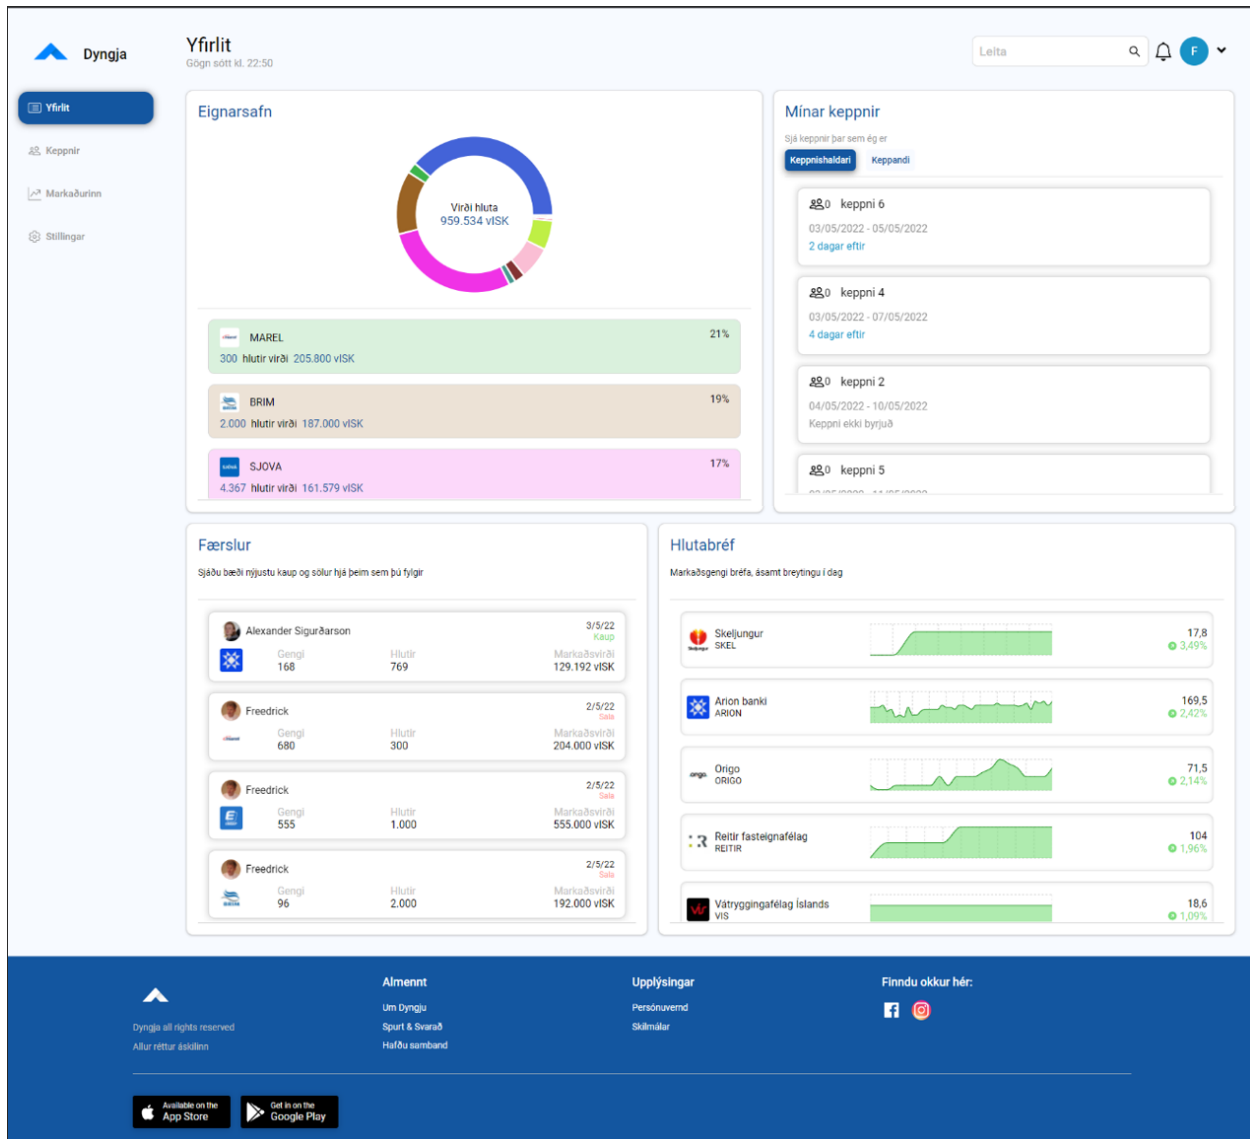 Dyngja
Yfirlit
Gögn sótt kl. 22:50
Leita
F
Yfirlit
Keppnir
Markaðurinn
Stillingar
Eignarsafn
Virði hluta
959.534 vISK
MAREL 21%
300 hlutir virði 205.800 vISK
BRIM 19%
2.000 hlutir virði 187.000 vISK
SJOVA 17%
4.367 hlutir virði 161.579 vISK
Mínar keppnir
Sjá keppnir þar sem ég er
Keppnishaldari Keppandi
0 keppni 6
03/05/2022 - 05/05/2022
2 dagar eftir
0 keppni 4
03/05/2022 - 07/05/2022
4 dagar eftir
0 keppni 2
04/05/2022 - 10/05/2022
Keppni ekki byrjuð
0 keppni 5
Færslur
Sjáðu bæði nýjustu kaup og sölur hjá þeim sem þú fylgir
Alexander Sigurðarson 3/5/22
Kaup
Gengi Hlutir Markaðsvirði
168 769 129.192 vISK
Freedrick 2/5/22
Sala
Gengi Hlutir Markaðsvirði
680 300 204.000 vISK
Freedrick 2/5/22
Sala
Gengi Hlutir Markaðsvirði
555 1.000 555.000 vISK
Freedrick 2/5/22
Sala
Gengi Hlutir Markaðsvirði
96 2.000 192.000 vISK
Hlutabréf
Markaðsgengi bréfa, ásamt breytingu í dag
Skeljungur 17,8
SKEL 3,49%
Arion banki 169,5
ARION 2,42%
origo Origo 71,5
ORIGO 2,14%
Reitir fasteignafélag 104
REITIR 1,96%
vís Vátryggingafélag Íslands 18,6
VIS 1,09%
Dyngja all rights reserved
Allur réttur áskilinn
Almennt
Um Dyngju
Spurt & Svarað
Hafðu samband
Upplýsingar
Persónuvernd
Skilmálar
Finndu okkur hér:
Available on the
App Store
Get in on the
Google Play